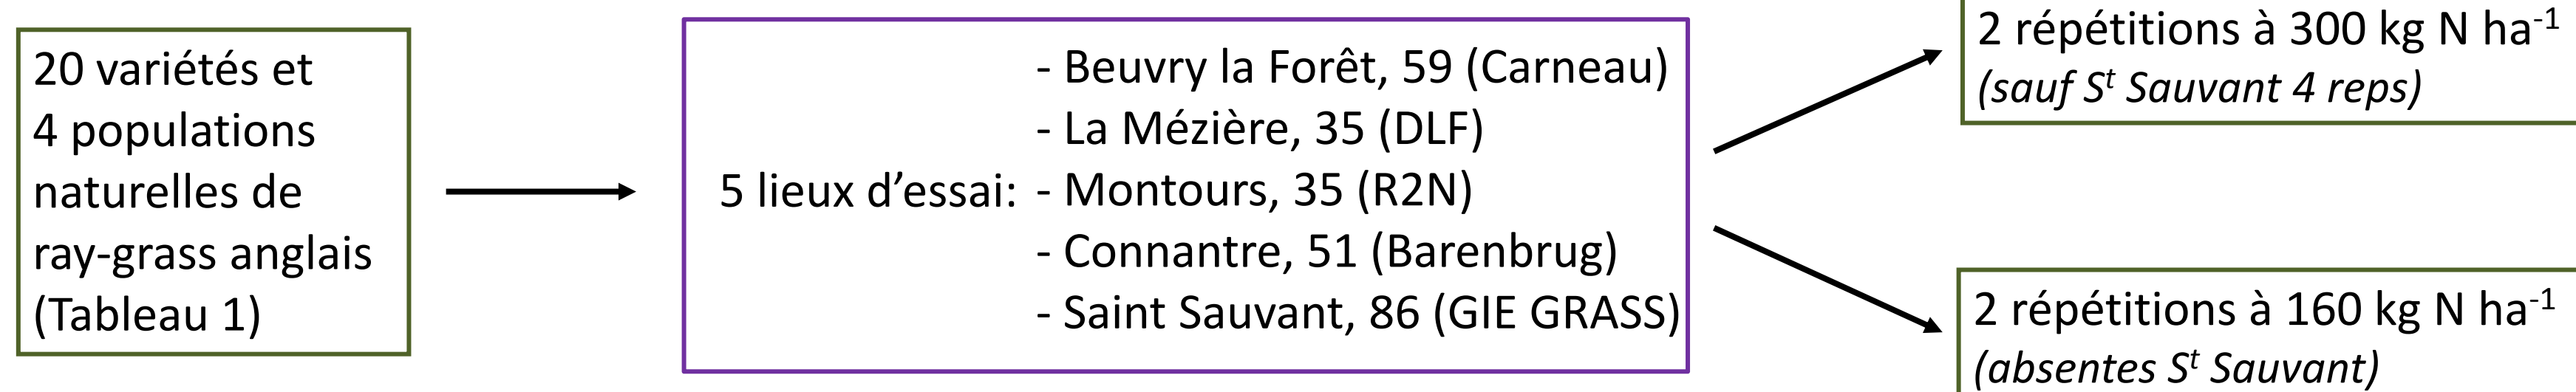 20 variétés et
4 populations
naturelles de
ray-grass anglais
(Tableau 1)
5 lieux d’essai:
- Beuvry la Forêt, 59 (Carneau)
- La Mézière, 35 (DLF)
- Montours, 35 (R2N)
- Connantre, 51 (Barenbrug)
- Saint Sauvant, 86 (GIE GRASS)
2 répétitions à 300 kg N ha-1
(sauf St Sauvant 4 reps)
2 répétitions à 160 kg N ha-1
(absentes St Sauvant)